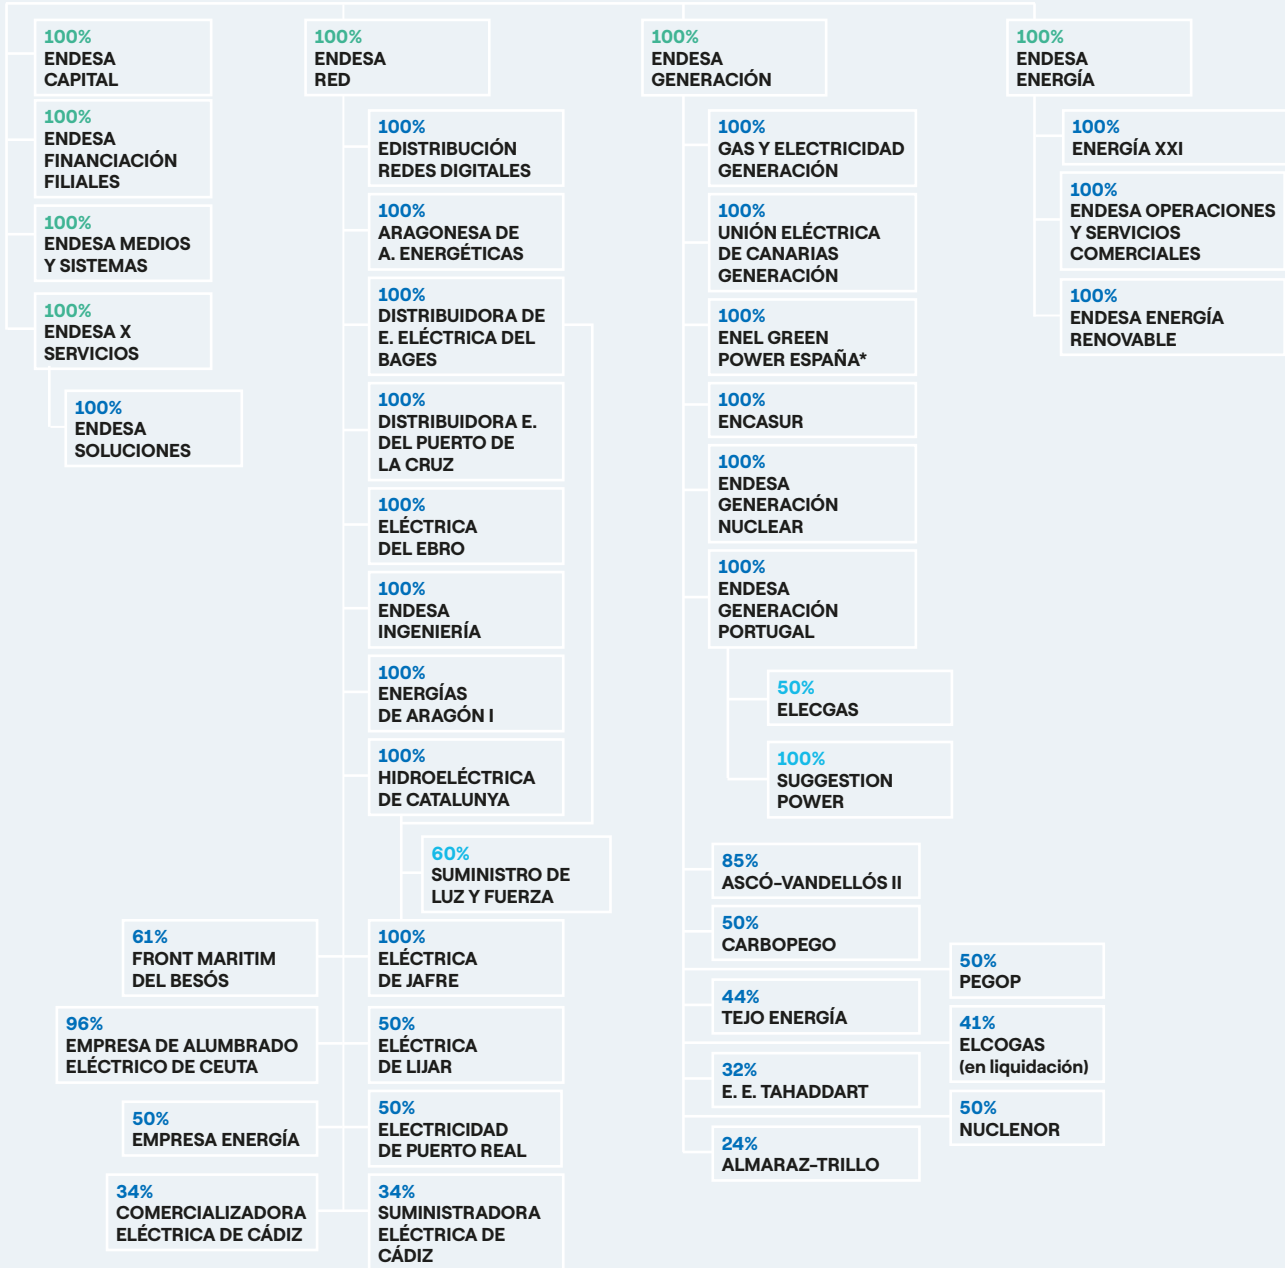 100%
ENDESA
CAPITAL
100%
ENDESA
FINANCIACIÓN
FILIALES
100%
ENDESA MEDIOS
Y SISTEMAS
100%
ENDESA X
SERVICIOS
100%
ENDESA
SOLUCIONES
100%
ENDESA
RED
100%
EDISTRIBUCIÓN
REDES DIGITALES
100%
ARAGONESA DE
A. ENERGÉTICAS
100%
DISTRIBUIDORA DE
E. ELÉCTRICA DEL
BAGES
100%
DISTRIBUIDORA E.
DEL PUERTO DE
LA CRUZ
100%
ELÉCTRICA
DEL EBRO
100%
ENDESA
INGENIERÍA
100%
ENERGÍAS
DE ARAGÓN I
100%
HIDROELÉCTRICA
DE CATALUNYA
60%
SUMINISTRO DE
LUZ Y FUERZA
61%
FRONT MARITIM
DEL BESÓS
100%
ELÉCTRICA
DE JAFRE
96%
EMPRESA DE ALUMBRADO
ELÉCTRICO DE CEUTA
50%
ELÉCTRICA
DE LIJAR
50%
EMPRESA ENERGÍA
50%
ELECTRICIDAD
DE PUERTO REAL
34%
COMERCIALIZADORA
ELÉCTRICA DE CÁDIZ
34%
SUMINISTRADORA
ELÉCTRICA DE
CÁDIZ
100%
ENDESA
GENERACIÓN
100%
GAS Y ELECTRICIDAD
GENERACIÓN
100%
UNIÓN ELÉCTRICA
DE CANARIAS
GENERACIÓN
100%
ENEL GREEN
POWER ESPAÑA*
100%
ENCASUR
100%
ENDESA
GENERACIÓN
NUCLEAR
100%
ENDESA
GENERACIÓN
PORTUGAL
50%
ELECGAS
100%
SUGGESTION
POWER
85%
ASCÓ-VANDELLÓS II
50%
CARBOPEGO
50%
PEGOP
44%
TEJO ENERGÍA
41%
ELCOGAS
(en liquidación)
32%
E. E. TAHADDART
50%
NUCLENOR
24%
ALMARAZ-TRILLO
100%
ENDESA
ENERGÍA
100%
ENERGÍA XXI
100%
ENDESA OPERACIONES
Y SERVICIOS
COMERCIALES
100%
ENDESA ENERGÍA
RENOVABLE